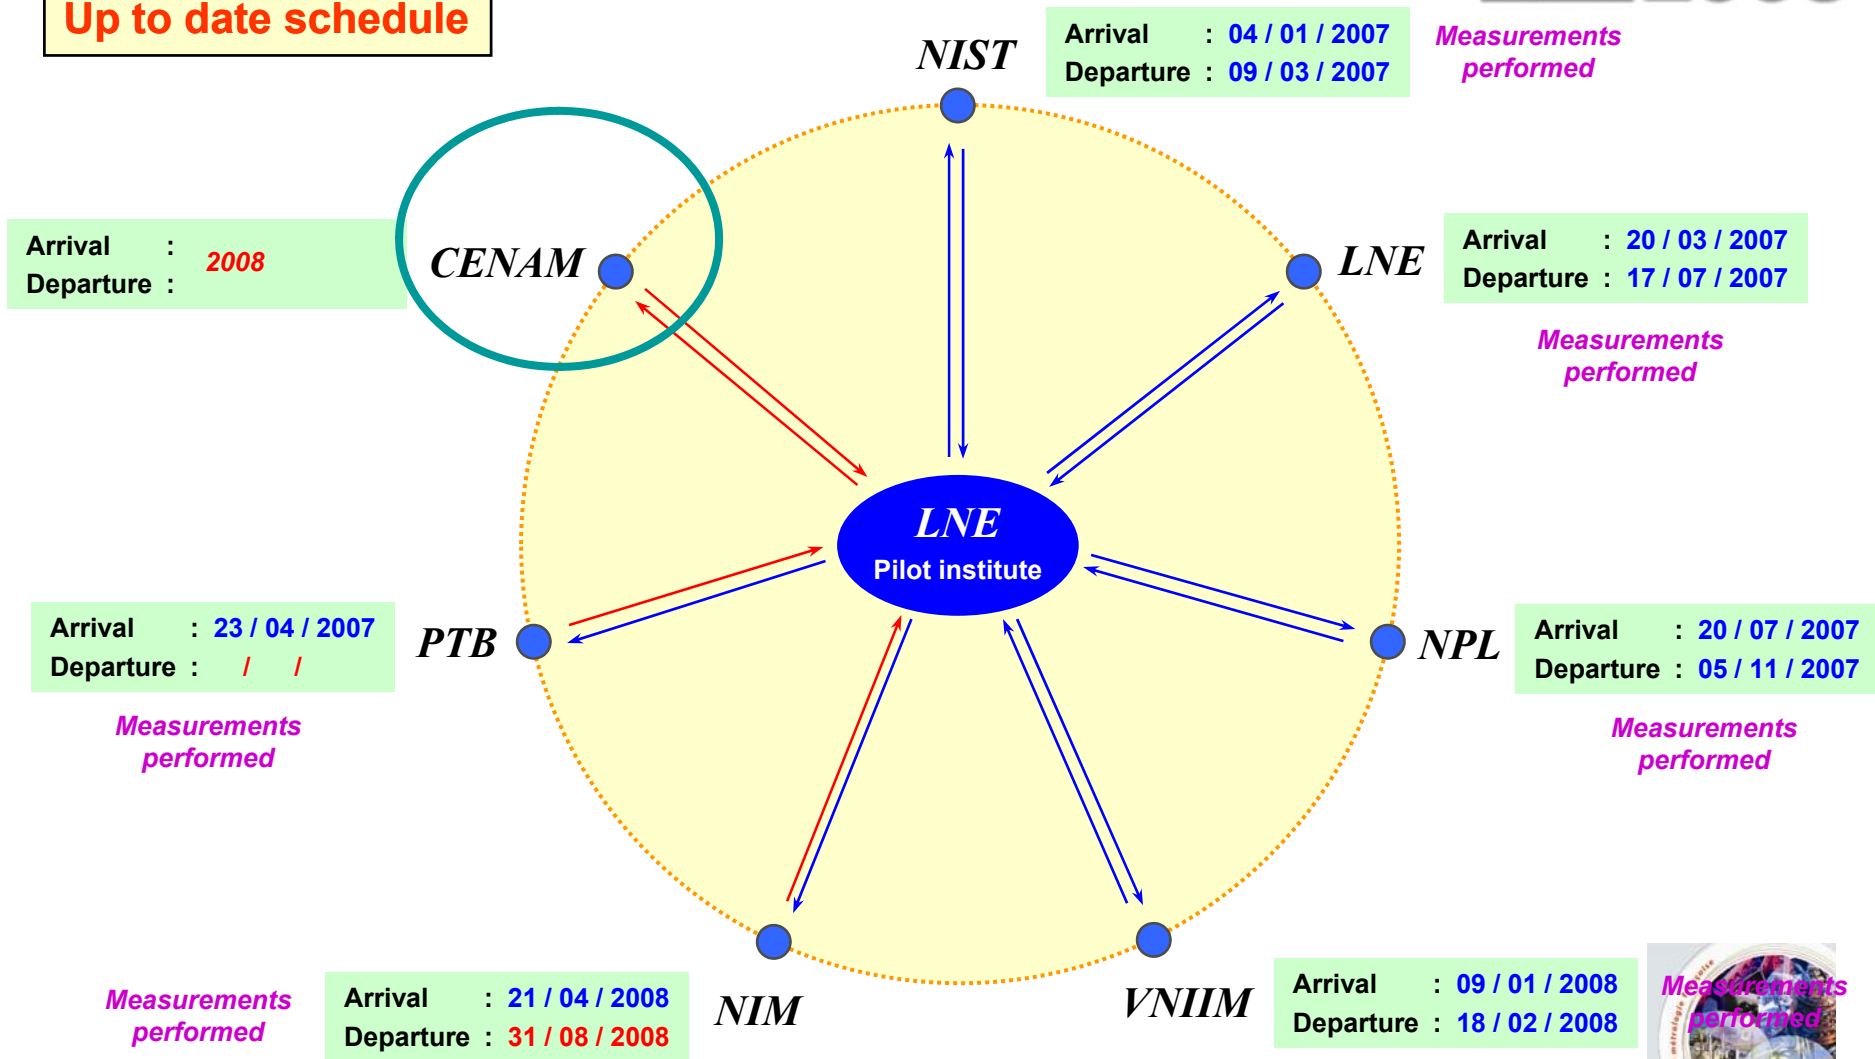 Up to date schedule
NIST
Arrival : 04 / 01 / 2007
Departure : 09 / 03 / 2007
Measurements
performed
Arrival :
Departure :
2008
CENAM
LNE
Arrival : 20 / 03 / 2007
Departure : 17 / 07 / 2007
Measurements
performed
LNE
Pilot institute
Arrival : 23 / 04 / 2007
Departure : / /
PTB
Measurements
performed
NPL
Arrival : 20 / 07 / 2007
Departure : 05 / 11 / 2007
Measurements
performed
Measurements
performed
Arrival : 21 / 04 / 2008
Departure : 31 / 08 / 2008
NIM
VNIIM
Arrival : 09 / 01 / 2008
Departure : 18 / 02 / 2008
Measurements
performed